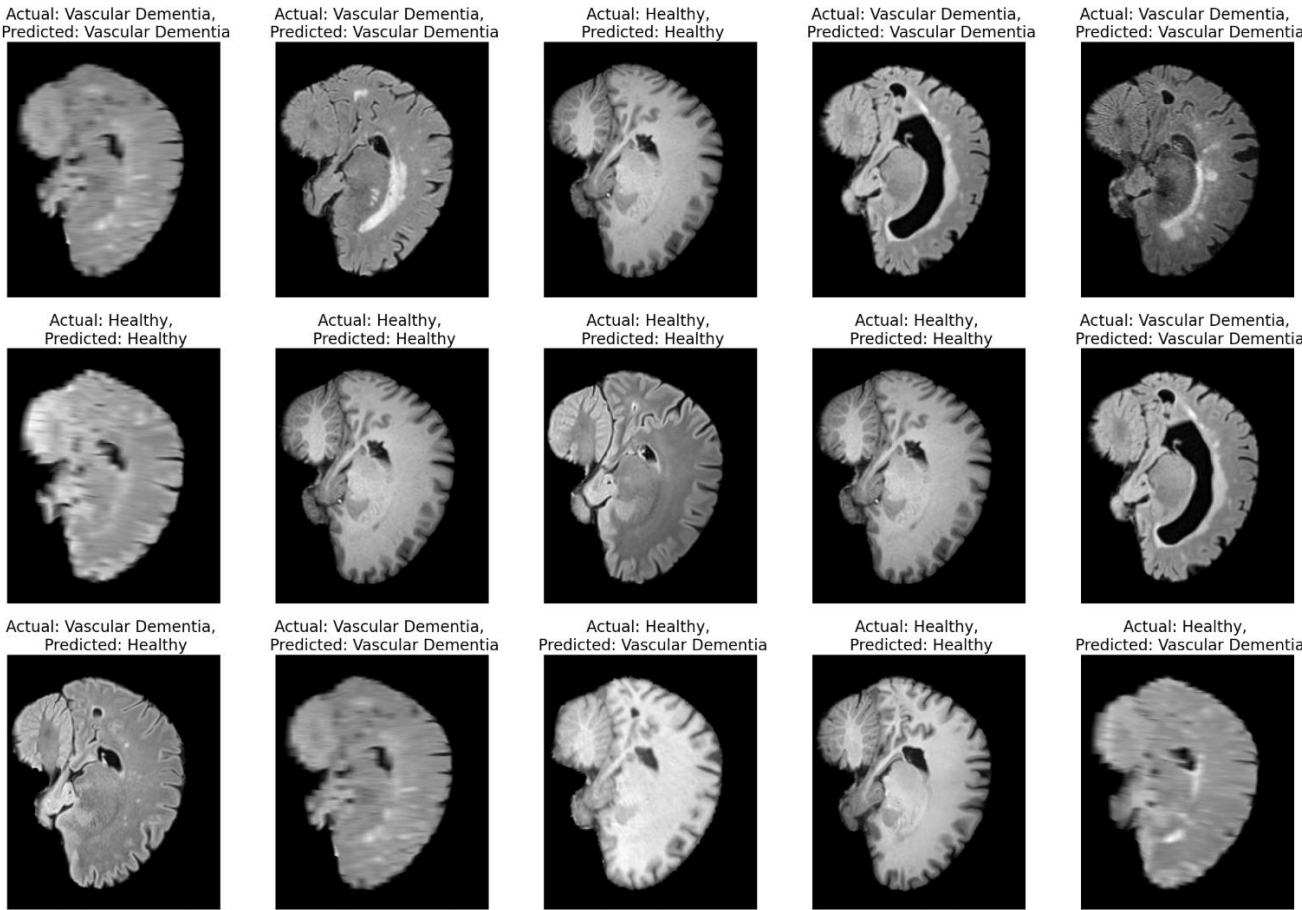 Actual: Vascular Dementia,
Predicted: Vascular Dementia
Actual: Vascular Dementia,
Predicted: Vascular Dementia
Actual: Healthy,
Predicted: Healthy
Actual: Vascular Dementia,
Predicted: Vascular Dementia
Actual: Vascular Dementia,
Predicted: Vascular Dementia
Actual: Healthy,
Predicted: Healthy
Actual: Healthy,
Predicted: Healthy
Actual: Healthy,
Predicted: Healthy
Actual: Healthy,
Predicted: Healthy
Actual: Vascular Dementia,
Predicted: Vascular Dementia
Actual: Vascular Dementia,
Predicted: Healthy
Actual: Vascular Dementia,
Predicted: Vascular Dementia
Actual: Healthy,
Predicted: Vascular Dementia
Actual: Healthy,
Predicted: Healthy
Actual: Healthy,
Predicted: Vascular Dementia